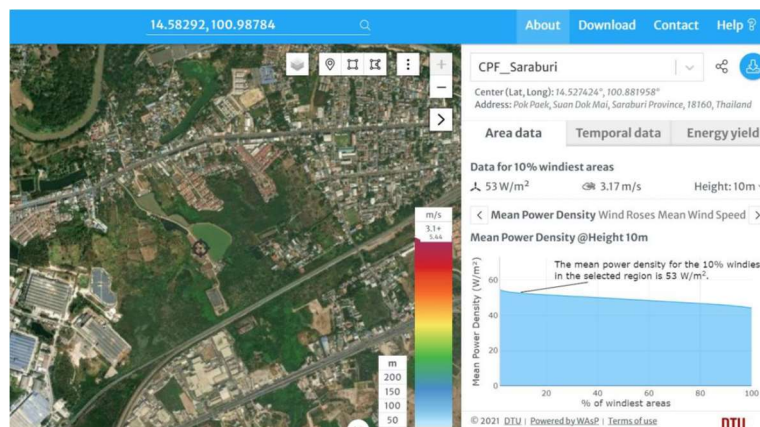 14.58292,100.98784
About Download Contact Help
CPF_Saraburi
Center (Lat, Long): 14.527424°, 100.881958°
Address: Pok Paek, Suan Dok Mai, Saraburi Province, 18160, Thailand
Area data Temporal data Energy yield
Data for 10% windiest areas
53 W/m² 3.17 m/s Height: 10m
Mean Power Density Wind Roses Mean Wind Speed
Mean Power Density @Height 10m
The mean power density for the 10% windies
in the selected region is 53 W/m².
Mean Power Density (W/m²)
60
40
20
0
20 40 60 80 100
% of windiest areas
m/s
3.1+
m
200
150
100
50
© 2021 DTU | Powered by WAsP | Terms of use
DTU